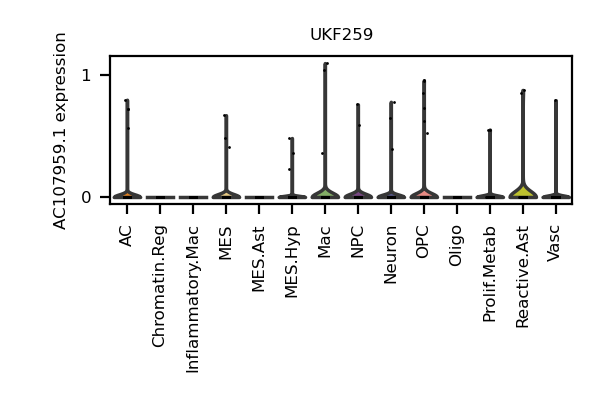 UKF259
AC107959.1 expression
1
0
AC
Chromatin.Reg
Inflammatory.Mac
MES
MES.Ast
MES.Hyp
Mac
NPC
Neuron
OPC
Oligo
Prolif.Metab
Reactive.Ast
Vasc